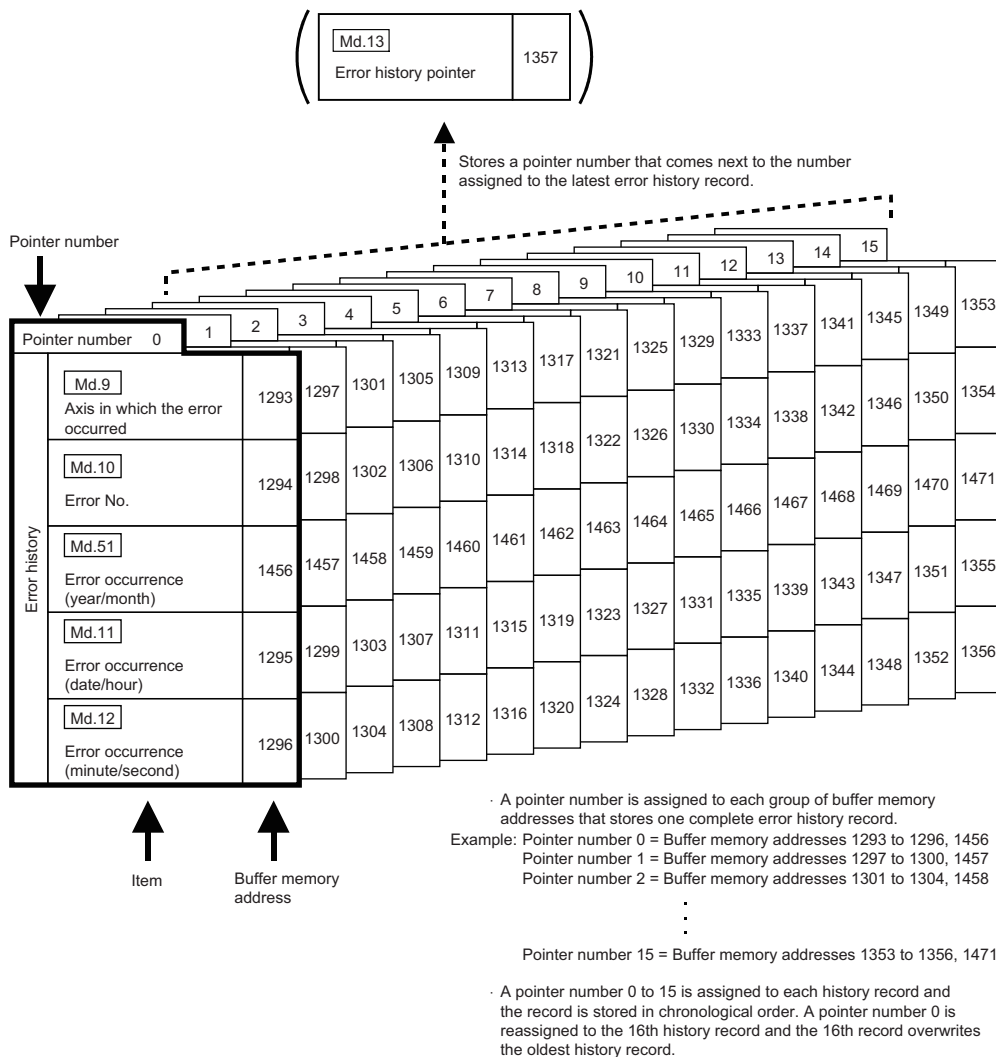 Md.13
Error history pointer
1357
Stores a pointer number that comes next to the number
assigned to the latest error history record.
Pointer number
Pointer number 0
1
2
3
4
5
6
7
8
9
10
11
12
13
14
15
Error history
Md.9
Axis in which the error
occurred
1293 1297 1301 1305 1309 1313 1317 1321 1325 1329 1333 1337 1341 1345 1349 1353
Md.10
Error No.
1294 1298 1302 1306 1310 1314 1318 1322 1326 1330 1334 1338 1342 1346 1350 1354
Md.51
Error occurrence
(year/month)
1456 1457 1458 1459 1460 1461 1462 1463 1464 1465 1466 1467 1468 1469 1470 1471
Md.11
Error occurrence
(date/hour)
1295 1299 1303 1307 1311 1315 1319 1323 1327 1331 1335 1339 1343 1347 1351 1355
Md.12
Error occurrence
(minute/second)
1296 1300 1304 1308 1312 1316 1320 1324 1328 1332 1336 1340 1344 1348 1352 1356
Item
Buffer memory
address
· A pointer number is assigned to each group of buffer memory
addresses that stores one complete error history record.
Example: Pointer number 0 = Buffer memory addresses 1293 to 1296, 1456
Pointer number 1 = Buffer memory addresses 1297 to 1300, 1457
Pointer number 2 = Buffer memory addresses 1301 to 1304, 1458
Pointer number 15 = Buffer memory addresses 1353 to 1356, 1471
· A pointer number 0 to 15 is assigned to each history record and
the record is stored in chronological order. A pointer number 0 is
reassigned to the 16th history record and the 16th record overwrites
the oldest history record.